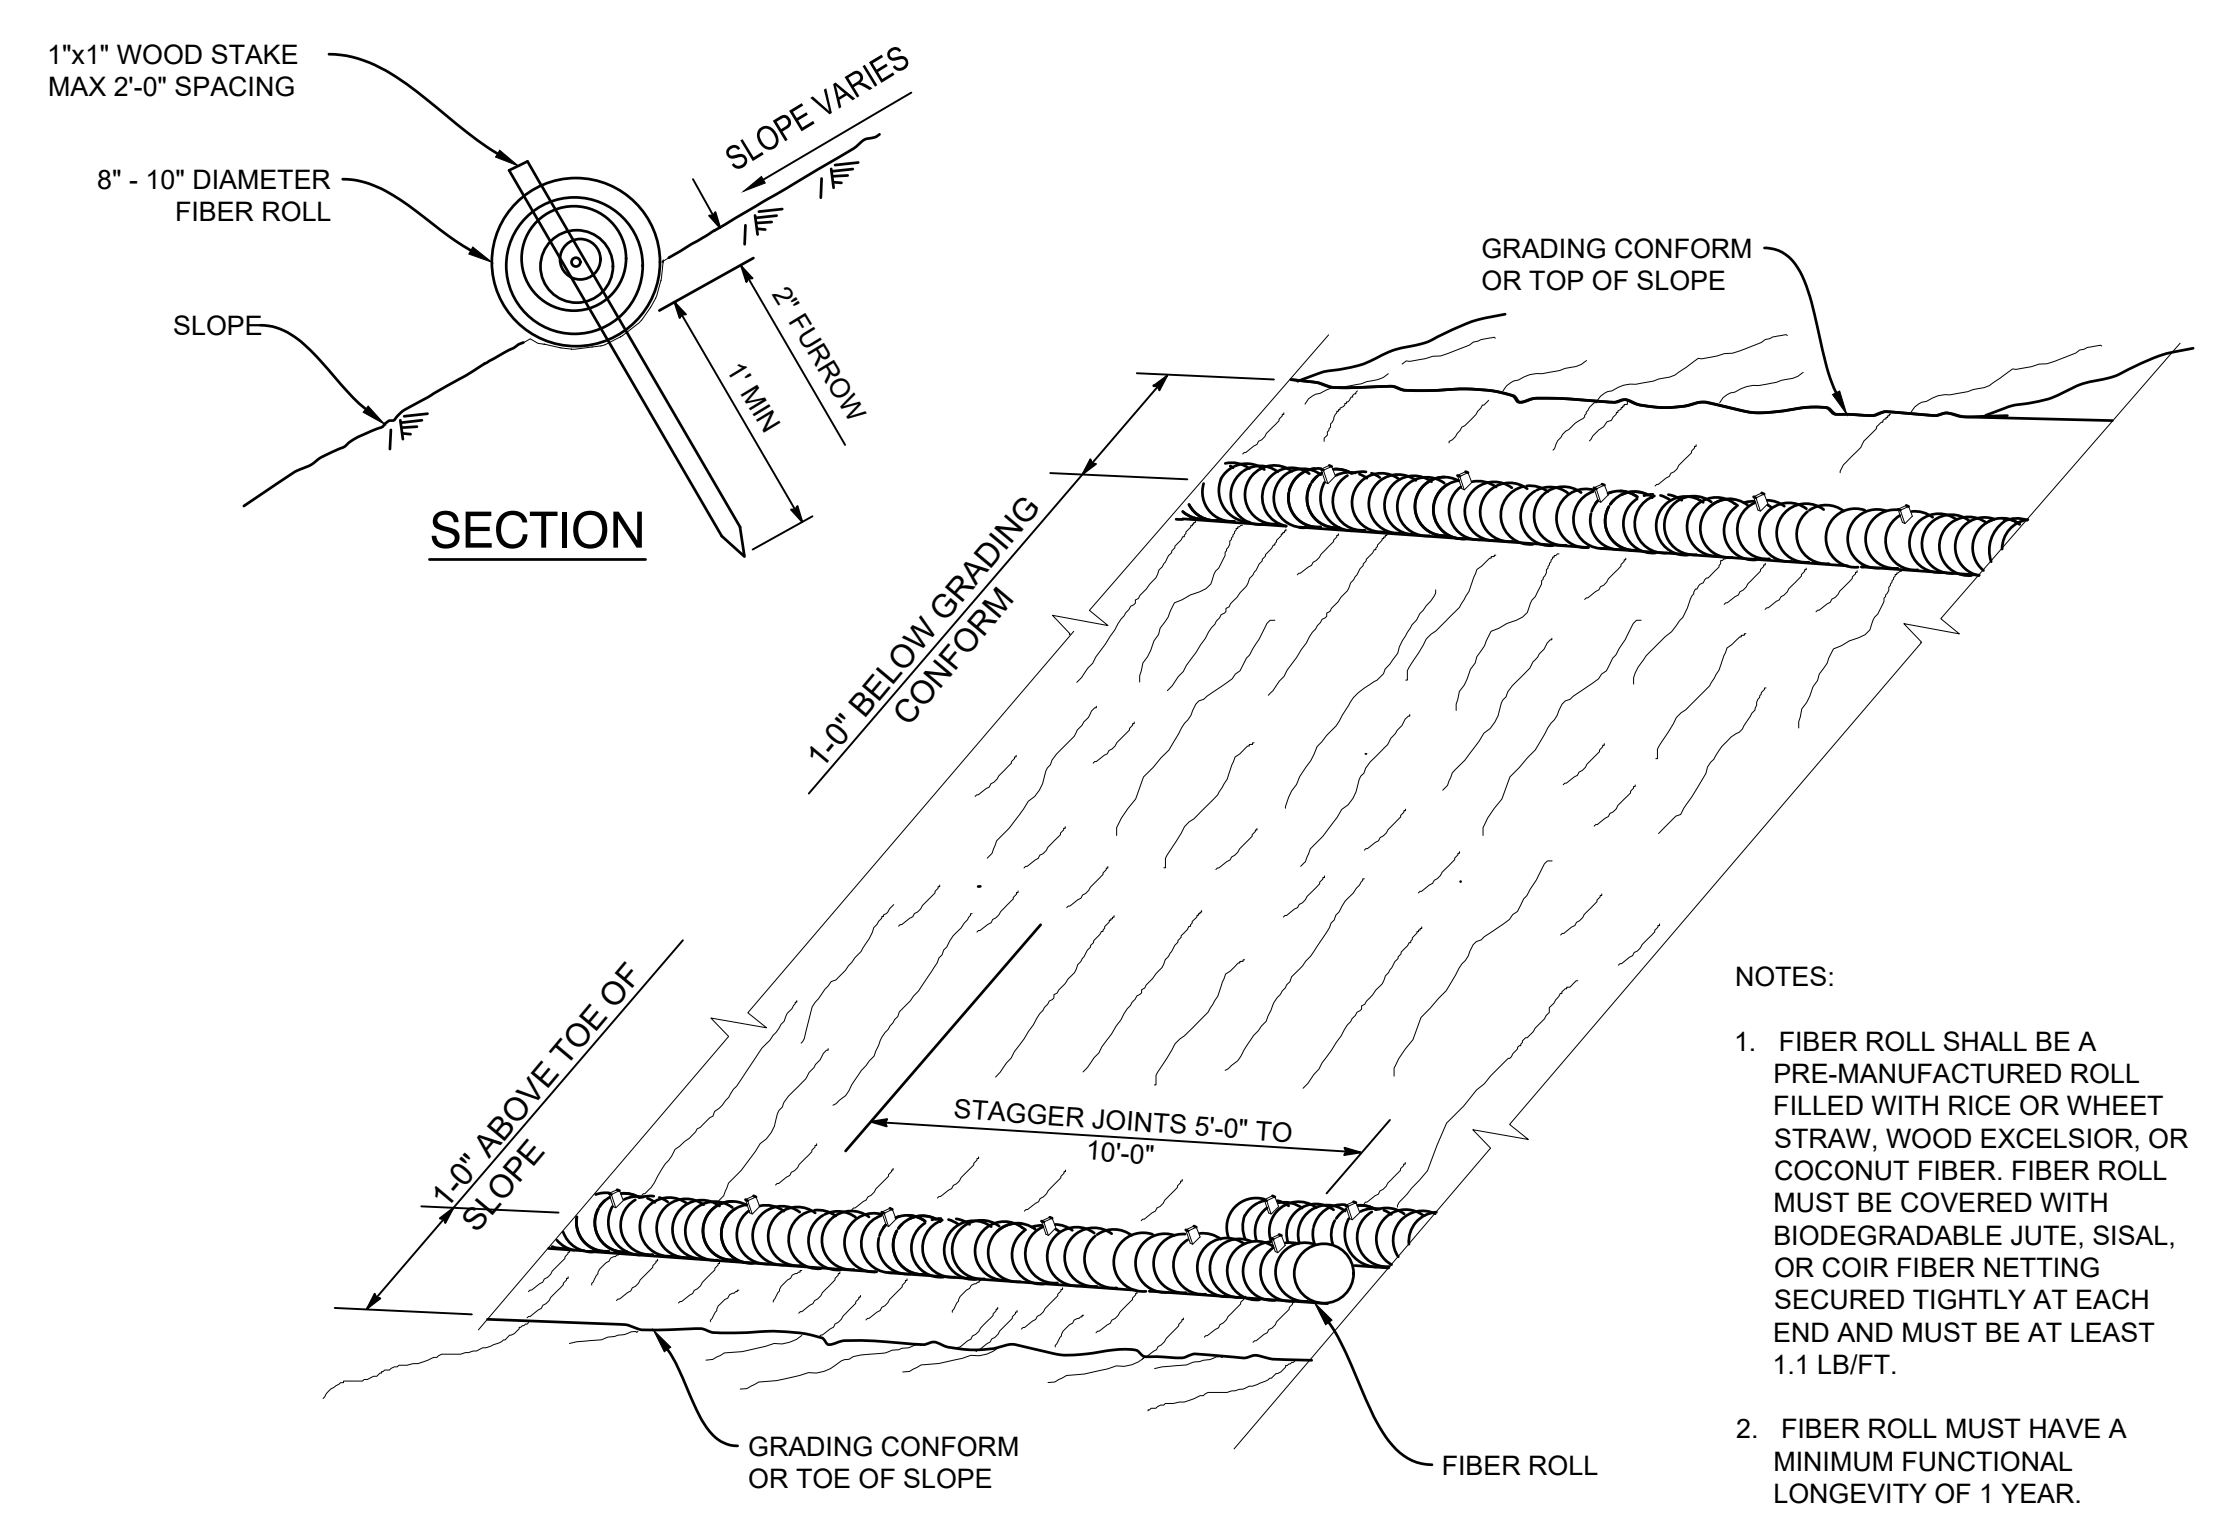 1"x1" WOOD STAKE
MAX 2'-0" SPACING
8" - 10" DIAMETER
FIBER ROLL
SLOPE
SLOPE VARIES
2" FURROW
1' MIN
SECTION
GRADING CONFORM
OR TOP OF SLOPE
1-0" BELOW GRADING
CONFORM
1-0" ABOVE TOE OF
SLOPE
STAGGER JOINTS 5'-0" TO
10'-0"
GRADING CONFORM
OR TOE OF SLOPE
FIBER ROLL
NOTES:
1. FIBER ROLL SHALL BE A
PRE-MANUFACTURED ROLL
FILLED WITH RICE OR WHEET
STRAW, WOOD EXCELSIOR, OR
COCONUT FIBER. FIBER ROLL
MUST BE COVERED WITH
BIODEGRADABLE JUTE, SISAL,
OR COIR FIBER NETTING
SECURED TIGHTLY AT EACH
END AND MUST BE AT LEAST
1.1 LB/FT.
2. FIBER ROLL MUST HAVE A
MINIMUM FUNCTIONAL
LONGEVITY OF 1 YEAR.